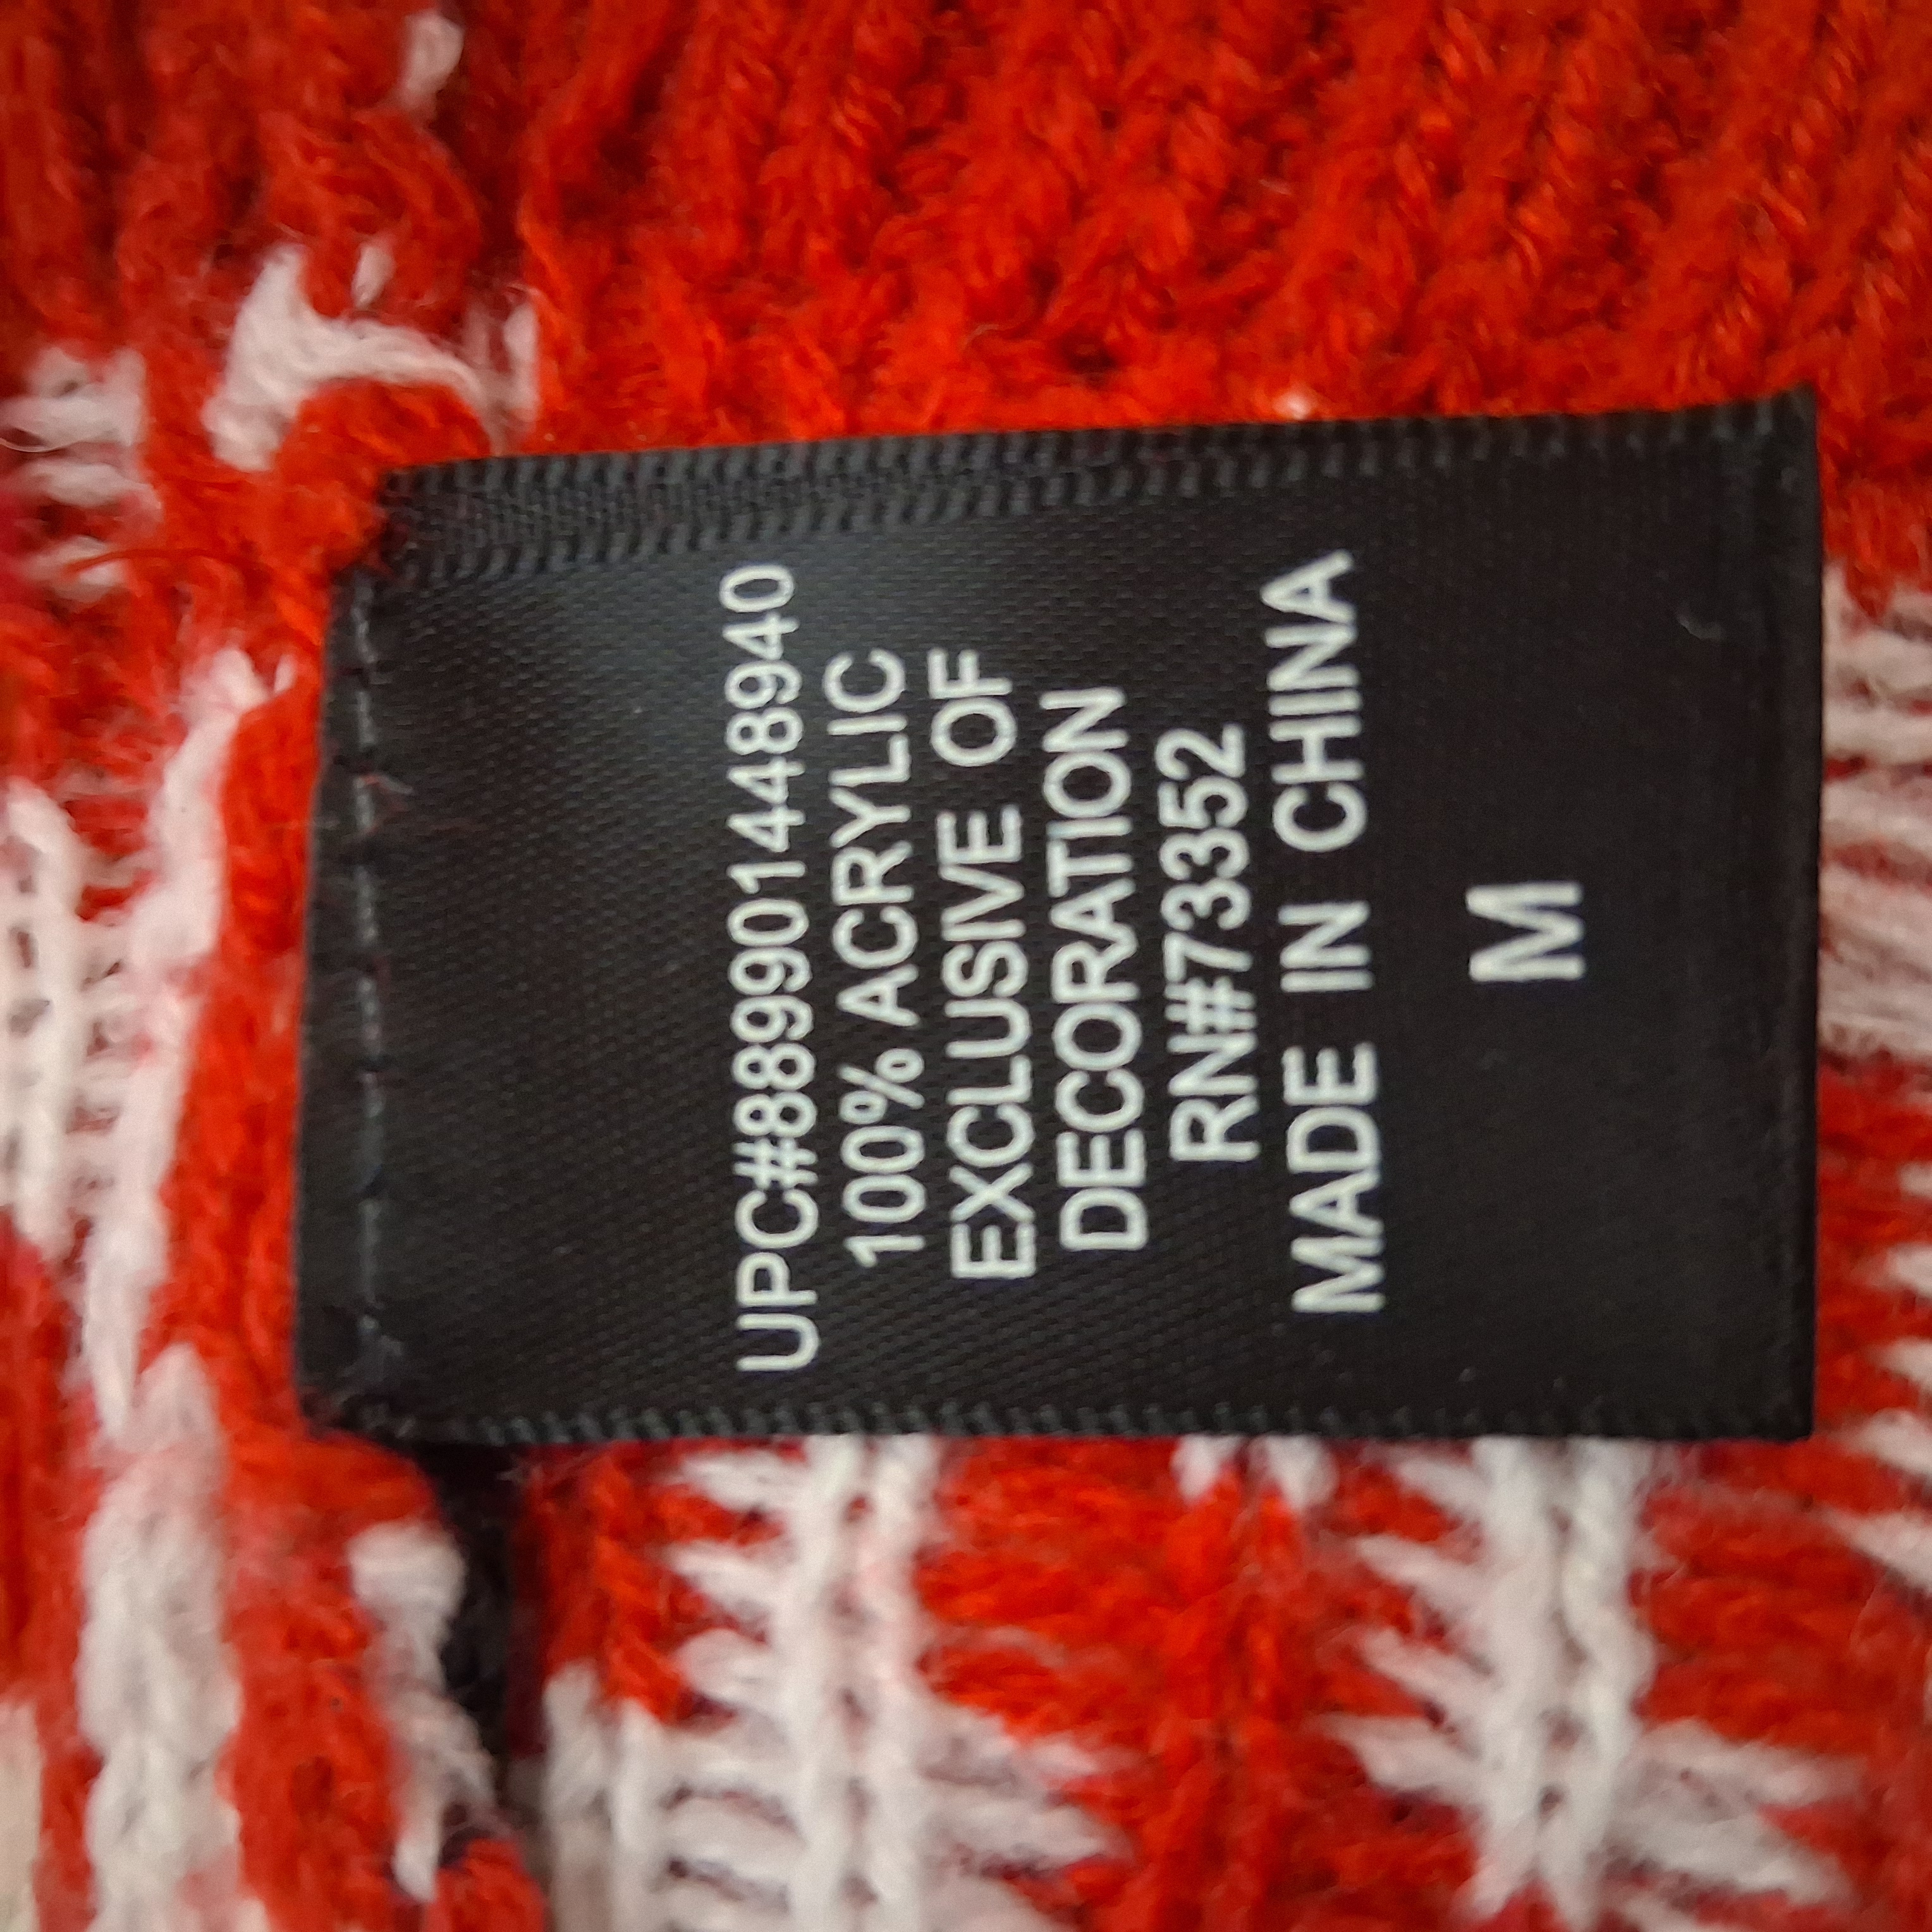 UPC#889901448940
100% ACRYLIC
EXCLUSIVE OF
DECORATION
RN#73352
MADE IN CHINA
M